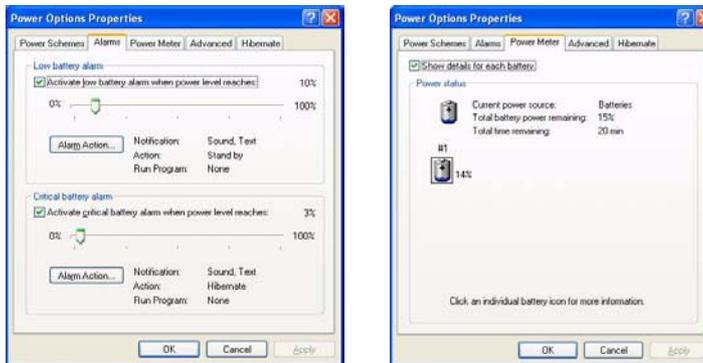 Power Options Properties
Power Schemes Alarms Power Meter Advanced Hibernate
Low battery alarm
Activate low battery alarm when power level reaches: 10%
0% 100%
Alarm Action... Notification: Sound, Text
Action: Stand by
Run Program: None
Critical battery alarm
Activate critical battery alarm when power level reaches: 3%
0% 100%
Alarm Action... Notification: Sound, Text
Action: Hibernate
Run Program: None
OK Cancel Apply
Power Options Properties
Power Schemes Alarms Power Meter Advanced Hibernate
Show details for each battery.
Power status
Current power source: Batteries
Total battery power remaining: 15%
Total time remaining: 20 min
#1
14%
Click an individual battery icon for more information.
OK Cancel Apply